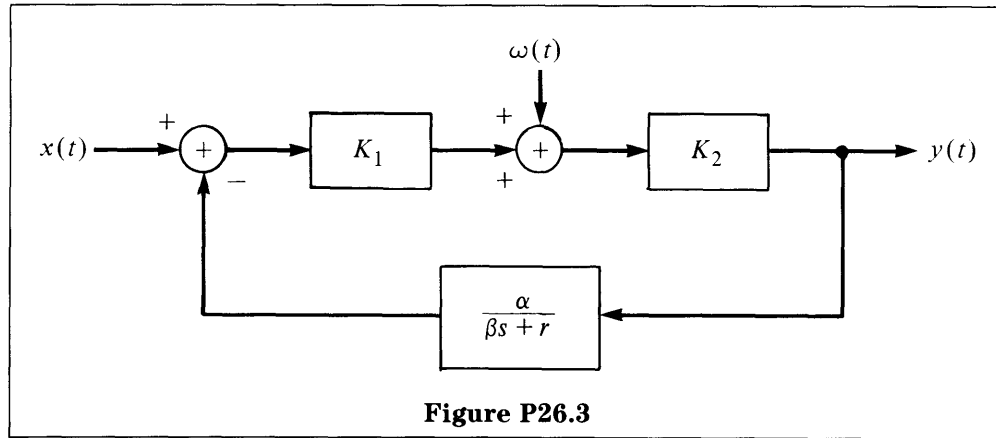 ω(t)
+
+
x(t)
+
K₁
+
K₂
y(t)
−
+
α
βs + r
Figure P26.3